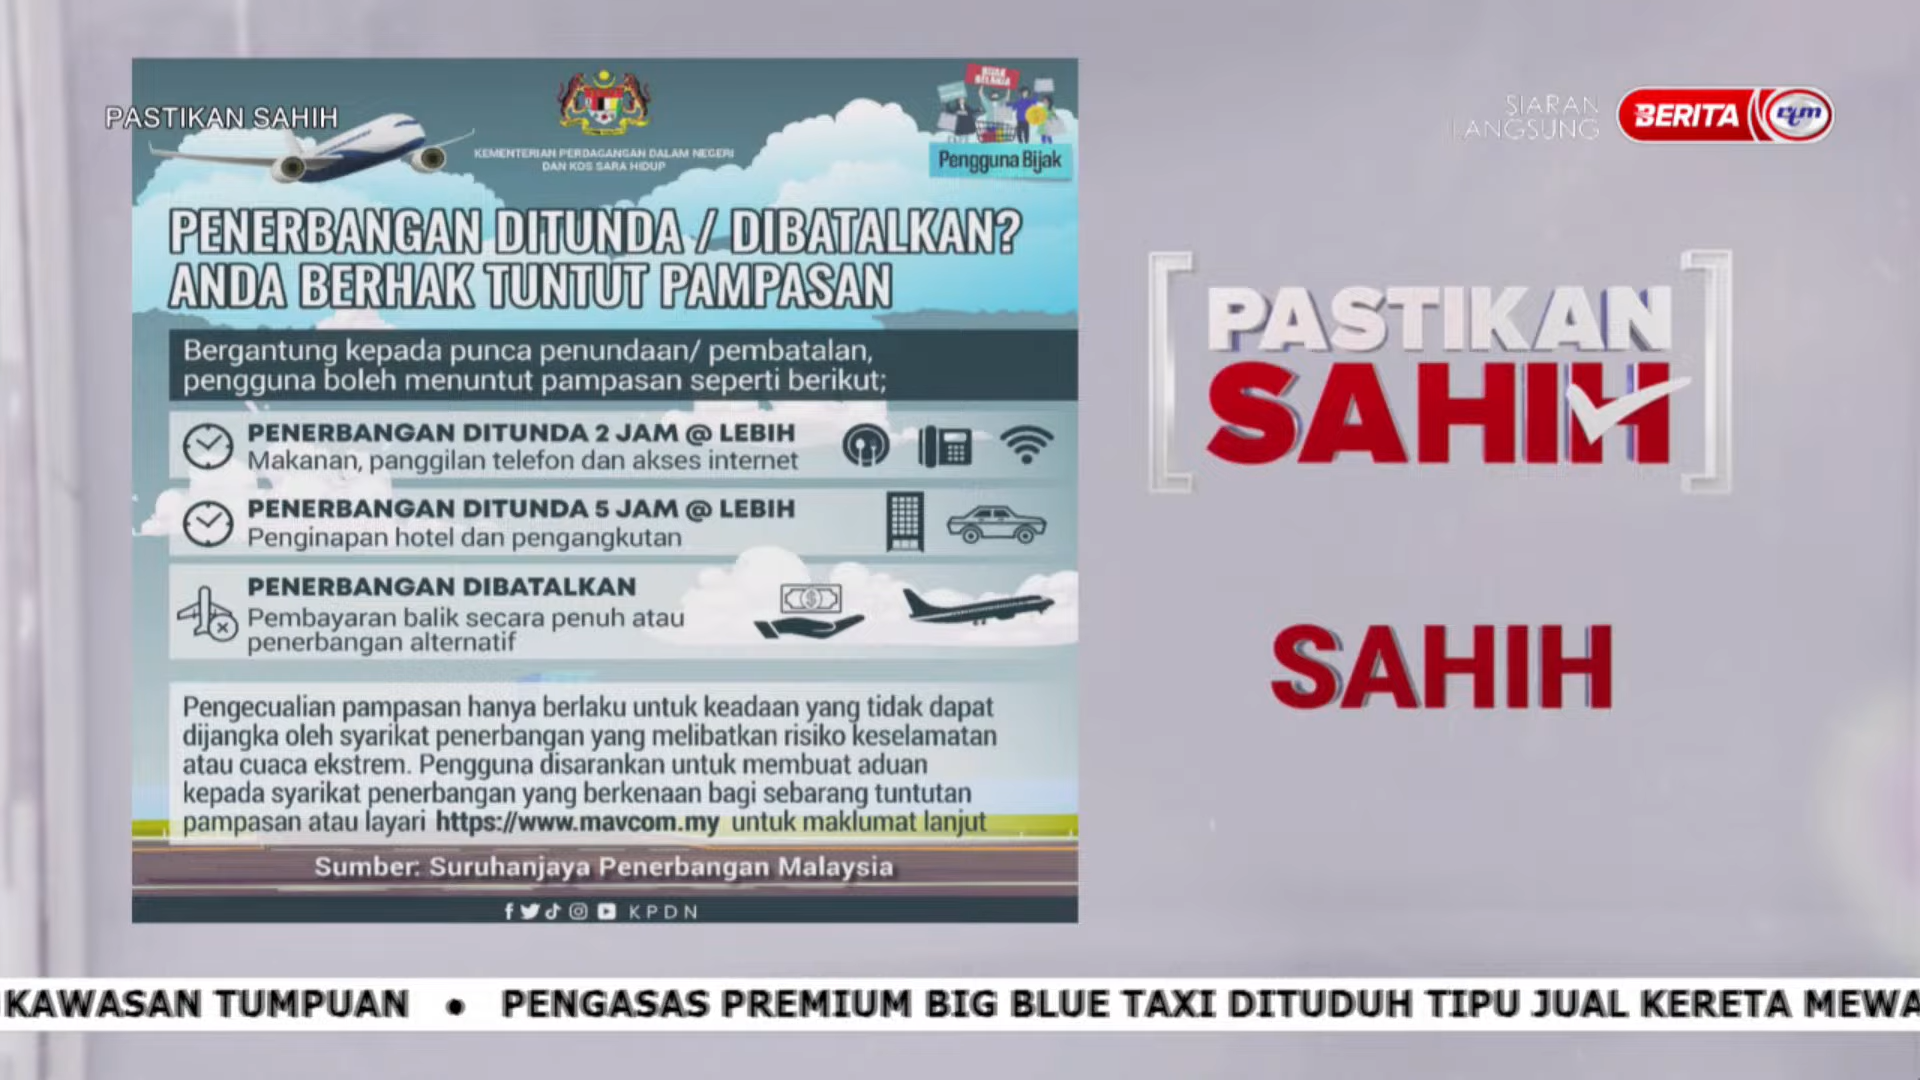 PASTIKAN SAHIH
KEMENTERIAN PERDAGANGAN DALAM NEGERI
DAN KOS SARA HIDUP
BIJAK
BELANJA
Pengguna Bijak
PENERBANGAN DITUNDA / DIBATALKAN?
ANDA BERHAK TUNTUT PAMPASAN
Bergantung kepada punca penundaan/ pembatalan,
pengguna boleh menuntut pampasan seperti berikut;
PENERBANGAN DITUNDA 2 JAM @ LEBIH
Makanan, panggilan telefon dan akses internet
PENERBANGAN DITUNDA 5 JAM @ LEBIH
Penginapan hotel dan pengangkutan
PENERBANGAN DIBATALKAN
Pembayaran balik secara penuh atau
penerbangan alternatif
Pengecualian pampasan hanya berlaku untuk keadaan yang tidak dapat
dijangka oleh syarikat penerbangan yang melibatkan risiko keselamatan
atau cuaca ekstrem. Pengguna disarankan untuk membuat aduan
kepada syarikat penerbangan yang berkenaan bagi sebarang tuntutan
pampasan atau layari https://www.mavcom.my untuk maklumat lanjut
Sumber: Suruhanjaya Penerbangan Malaysia
KPDN
SIARAN
LANGSUNG
BERITA rtm
PASTIKAN
SAHIH
SAHIH
KAWASAN TUMPUAN • PENGASAS PREMIUM BIG BLUE TAXI DITUDUH TIPU JUAL KERETA MEWA